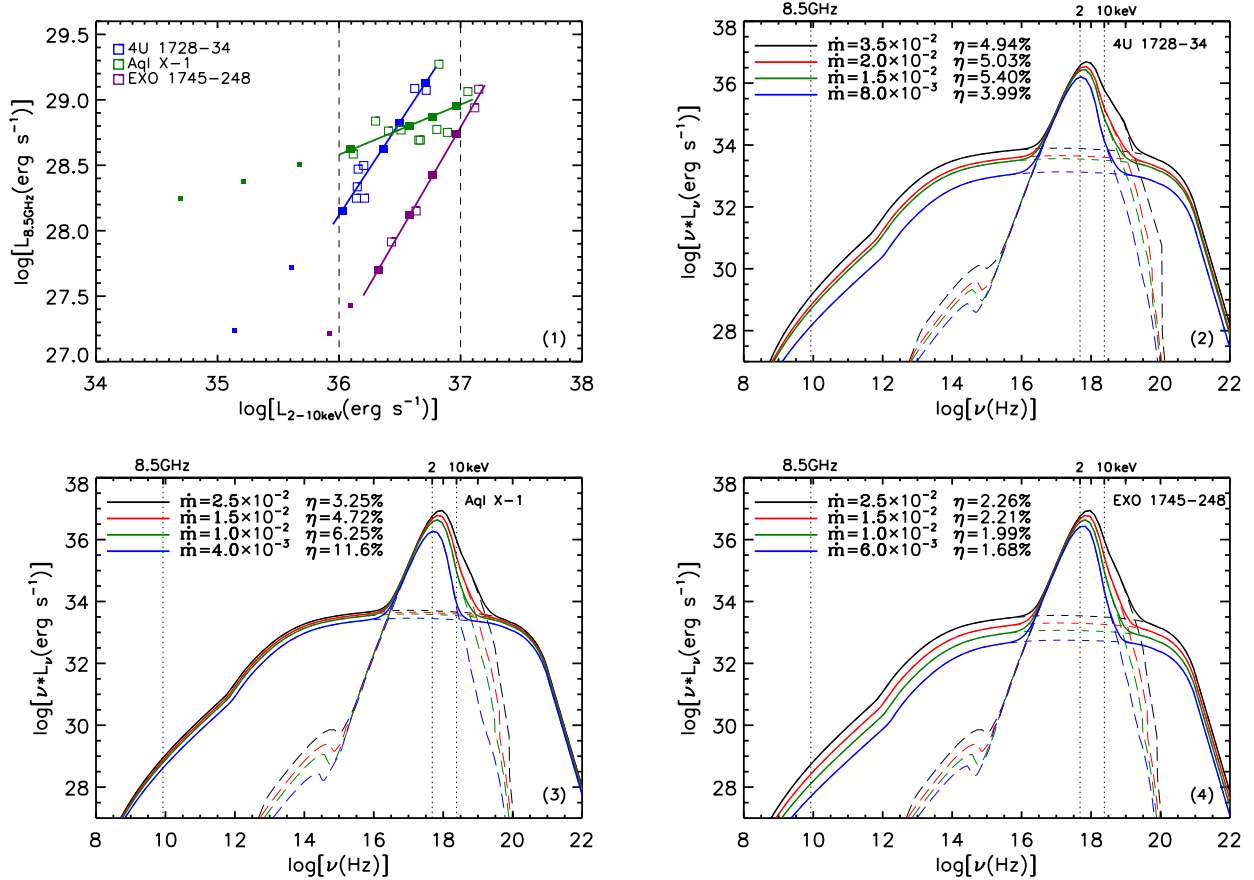 4U 1728−34
Aql X−1
EXO 1745−248
29.5
29.0
28.5
28.0
27.5
27.0
log[L8.5GHz(erg s−1)]
34 35 36 37 38
log[L2−10keV(erg s−1)]
(1)
8.5GHz 2 10keV
ṁ=3.5×10−2 η=4.94% 4U 1728−34
ṁ=2.0×10−2 η=5.03%
ṁ=1.5×10−2 η=5.40%
ṁ=8.0×10−3 η=3.99%
38
36
34
32
30
28
log[ν*Lν(erg s−1)]
8 10 12 14 16 18 20 22
log[ν(Hz)]
(2)
8.5GHz 2 10keV
ṁ=2.5×10−2 η=3.25% Aql X−1
ṁ=1.5×10−2 η=4.72%
ṁ=1.0×10−2 η=6.25%
ṁ=4.0×10−3 η=11.6%
38
36
34
32
30
28
log[ν*Lν(erg s−1)]
8 10 12 14 16 18 20 22
log[ν(Hz)]
(3)
8.5GHz 2 10keV
ṁ=2.5×10−2 η=2.26% EXO 1745−248
ṁ=1.5×10−2 η=2.21%
ṁ=1.0×10−2 η=1.99%
ṁ=6.0×10−3 η=1.68%
38
36
34
32
30
28
log[ν*Lν(erg s−1)]
8 10 12 14 16 18 20 22
log[ν(Hz)]
(4)